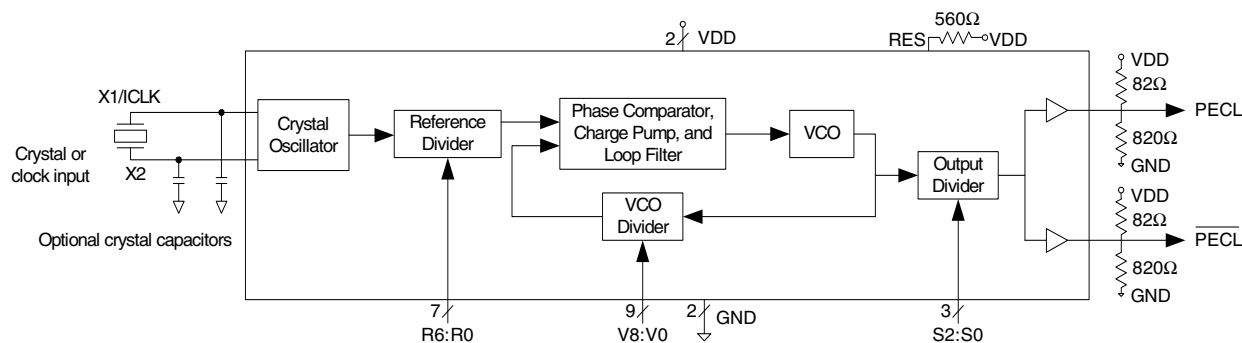 560Ω
2 VDD
RES VDD
VDD
X1/ICLK
82Ω
PECL
Crystal
Oscillator
Reference
Divider
Phase Comparator,
Charge Pump, and
Loop Filter
VCO
820Ω
GND
Crystal or
clock input
X2
Output
Divider
VCO
Divider
VDD
82Ω
PECL
Optional crystal capacitors
820Ω
GND
7
9
2
GND
3
R6:R0
V8:V0
S2:S0